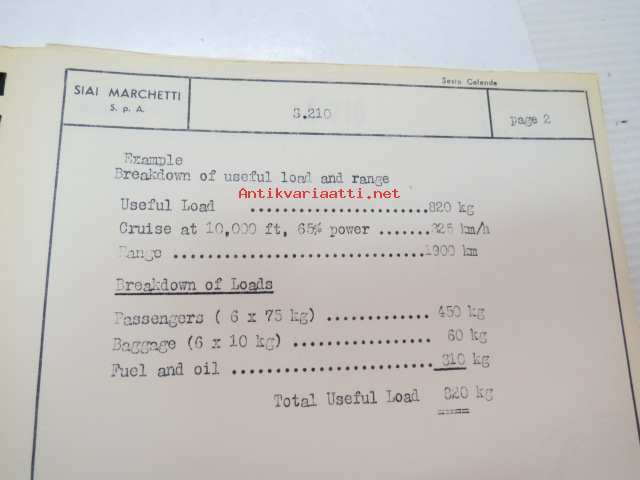 Sesto Calende
SIAI MARCHETTI
S. p. A.
S.210
page 2
Example
Breakdown of useful load and range
Antikvariaatti.net
Useful Load ........................820 kg
Cruise at 10,000 ft, 65% power .......325 km/h
Range ................................1900 km
Breakdown of Loads
Passengers ( 6 x 75 kg) .............. 450 kg
Baggage (6 x 10 kg) .................. 60 kg
Fuel and oil .......................... 310 kg
Total Useful Load 820 kg